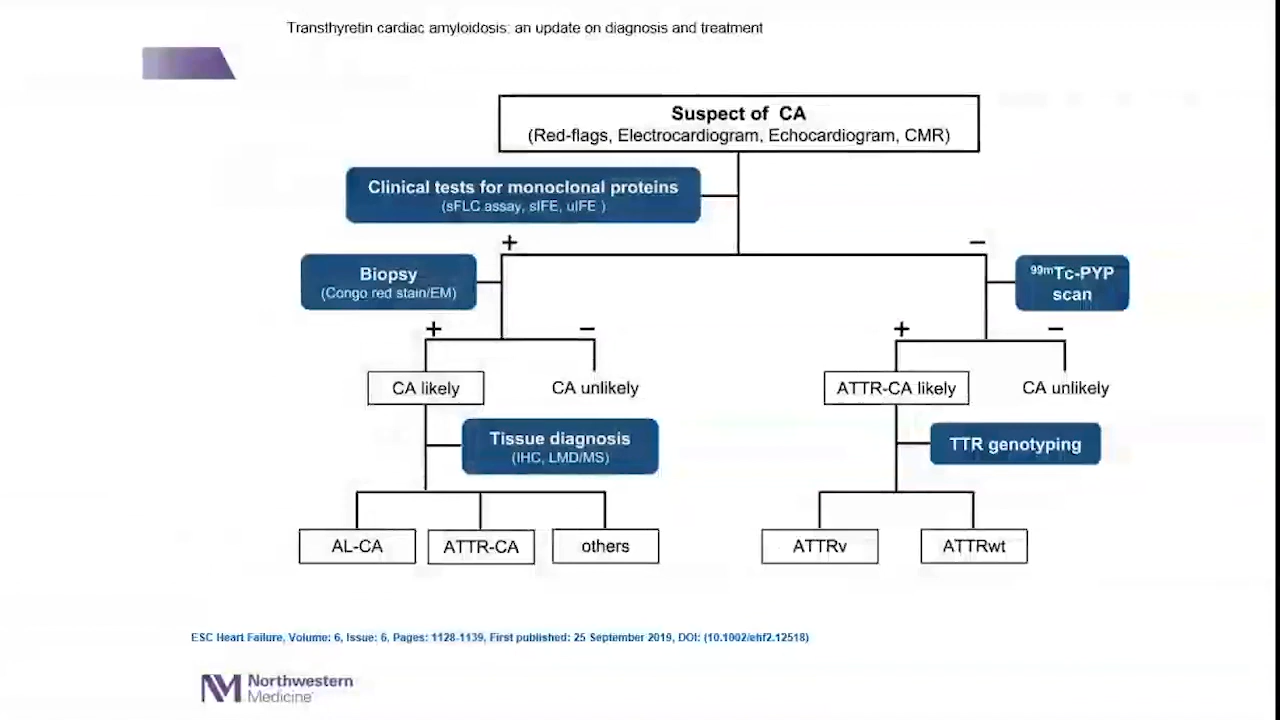 Transthyretin cardiac amyloidosis: an update on diagnosis and treatment
Suspect of CA
(Red-flags, Electrocardiogram, Echocardiogram, CMR)
Clinical tests for monoclonal proteins
(sFLC assay, sIFE, uIFE )
+
−
Biopsy
(Congo red stain/EM)
99mTc-PYP
scan
+
−
+
−
CA likely
CA unlikely
ATTR-CA likely
CA unlikely
Tissue diagnosis
(IHC, LMD/MS)
TTR genotyping
AL-CA
ATTR-CA
others
ATTRv
ATTRwt
ESC Heart Failure, Volume: 6, Issue: 6, Pages: 1128-1139, First published: 25 September 2019, DOI: (10.1002/ehf2.12518)
NM
Northwestern
Medicine